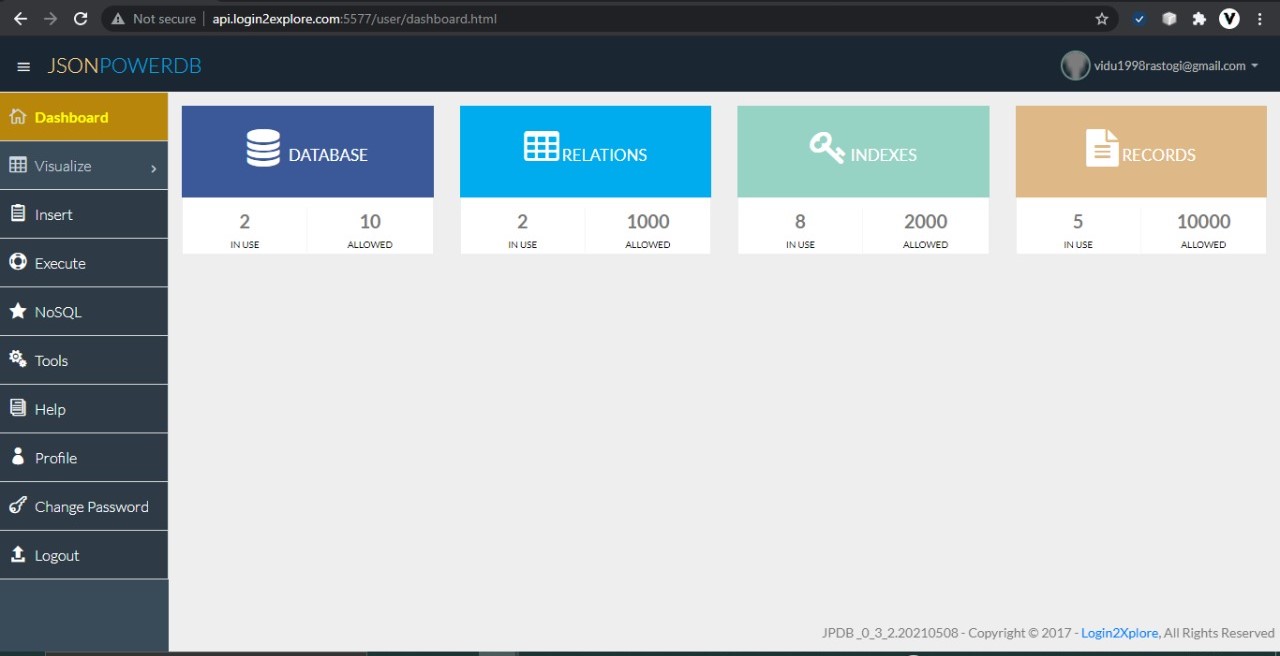 Not secure api.login2explore.com:5577/user/dashboard.html V
JSONPOWERDB vidu1998rastogi@gmail.com
Dashboard
Visualize
Insert
Execute
NoSQL
Tools
Help
Profile
Change Password
Logout
DATABASE
2 10
IN USE ALLOWED
RELATIONS
2 1000
IN USE ALLOWED
INDEXES
8 2000
IN USE ALLOWED
RECORDS
5 10000
IN USE ALLOWED
JPDB _0_3_2.20210508 - Copyright © 2017 - Login2Xplore, All Rights Reserved